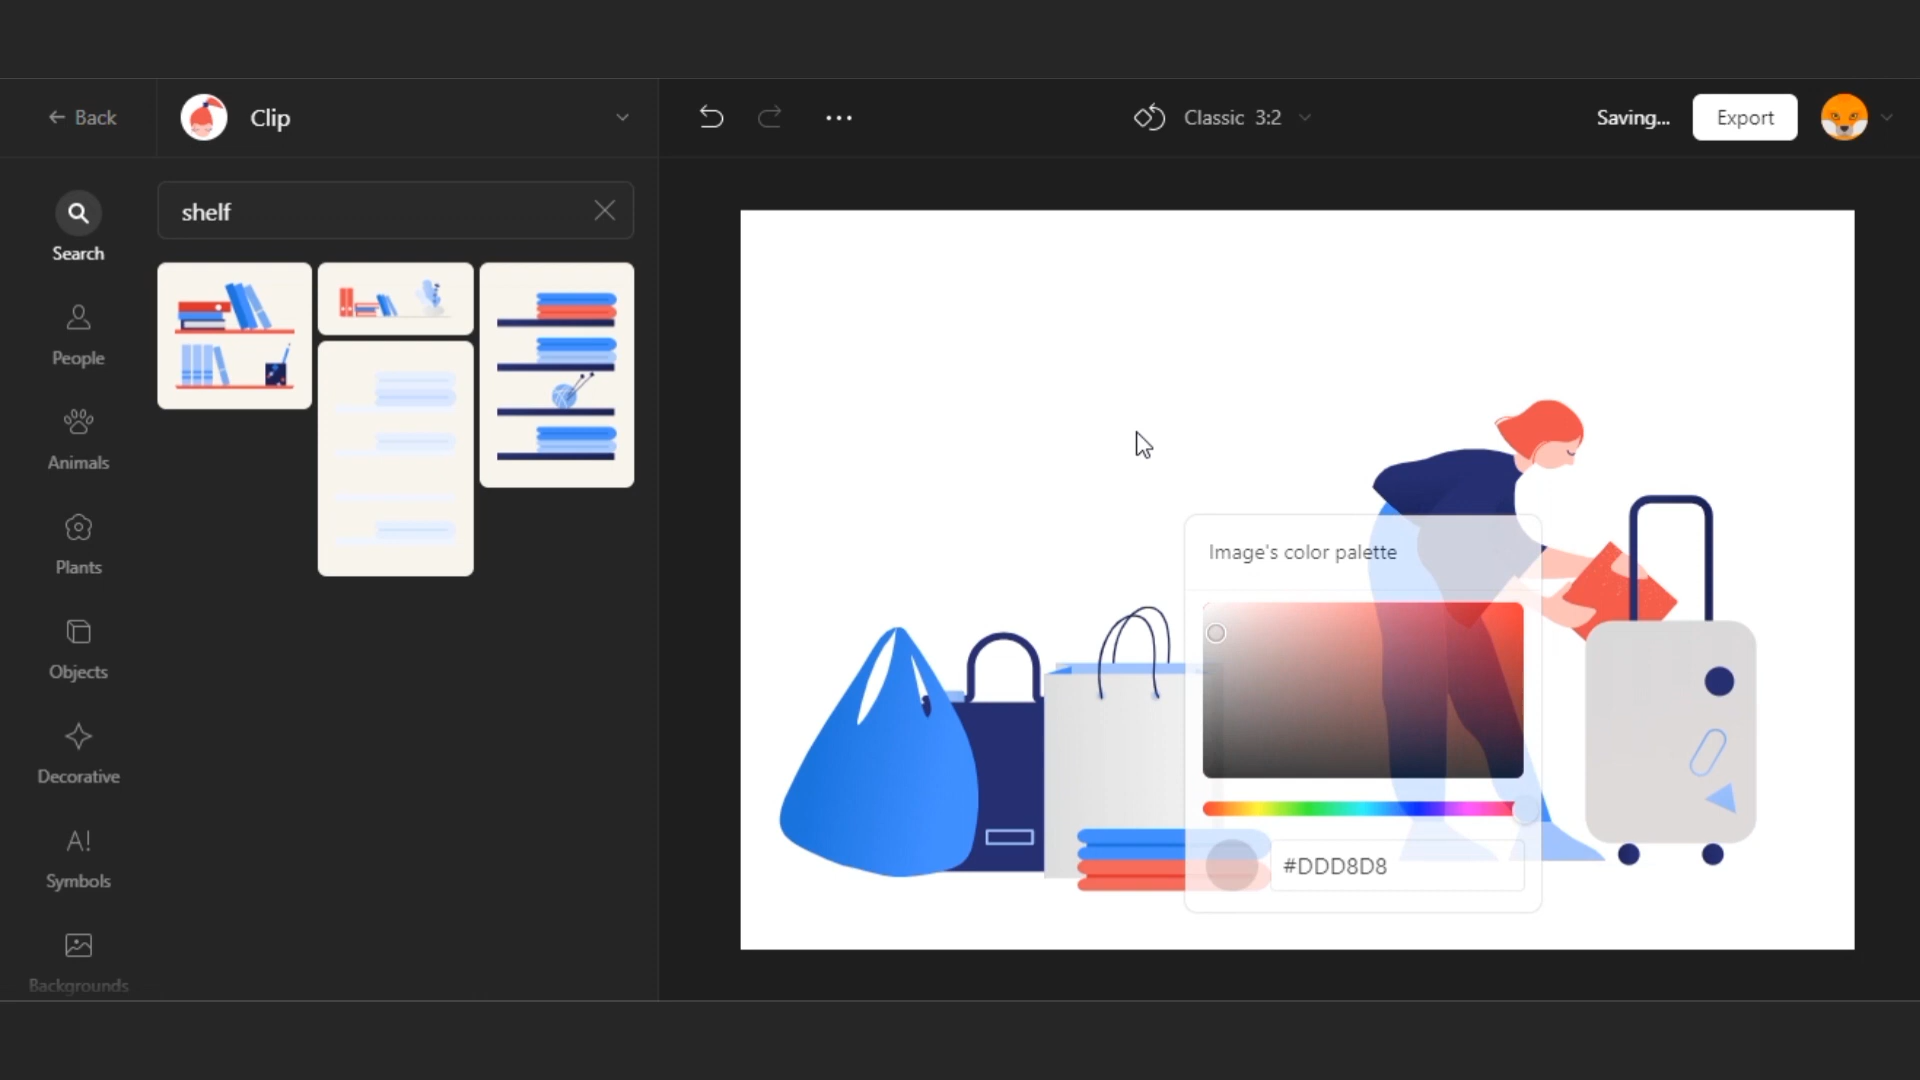 Back
Clip
Classic 3:2
Saving...
Export
shelf
Search
People
Animals
Plants
Objects
Decorative
A!
Symbols
Backgrounds
Image's color palette
#DDD8D8